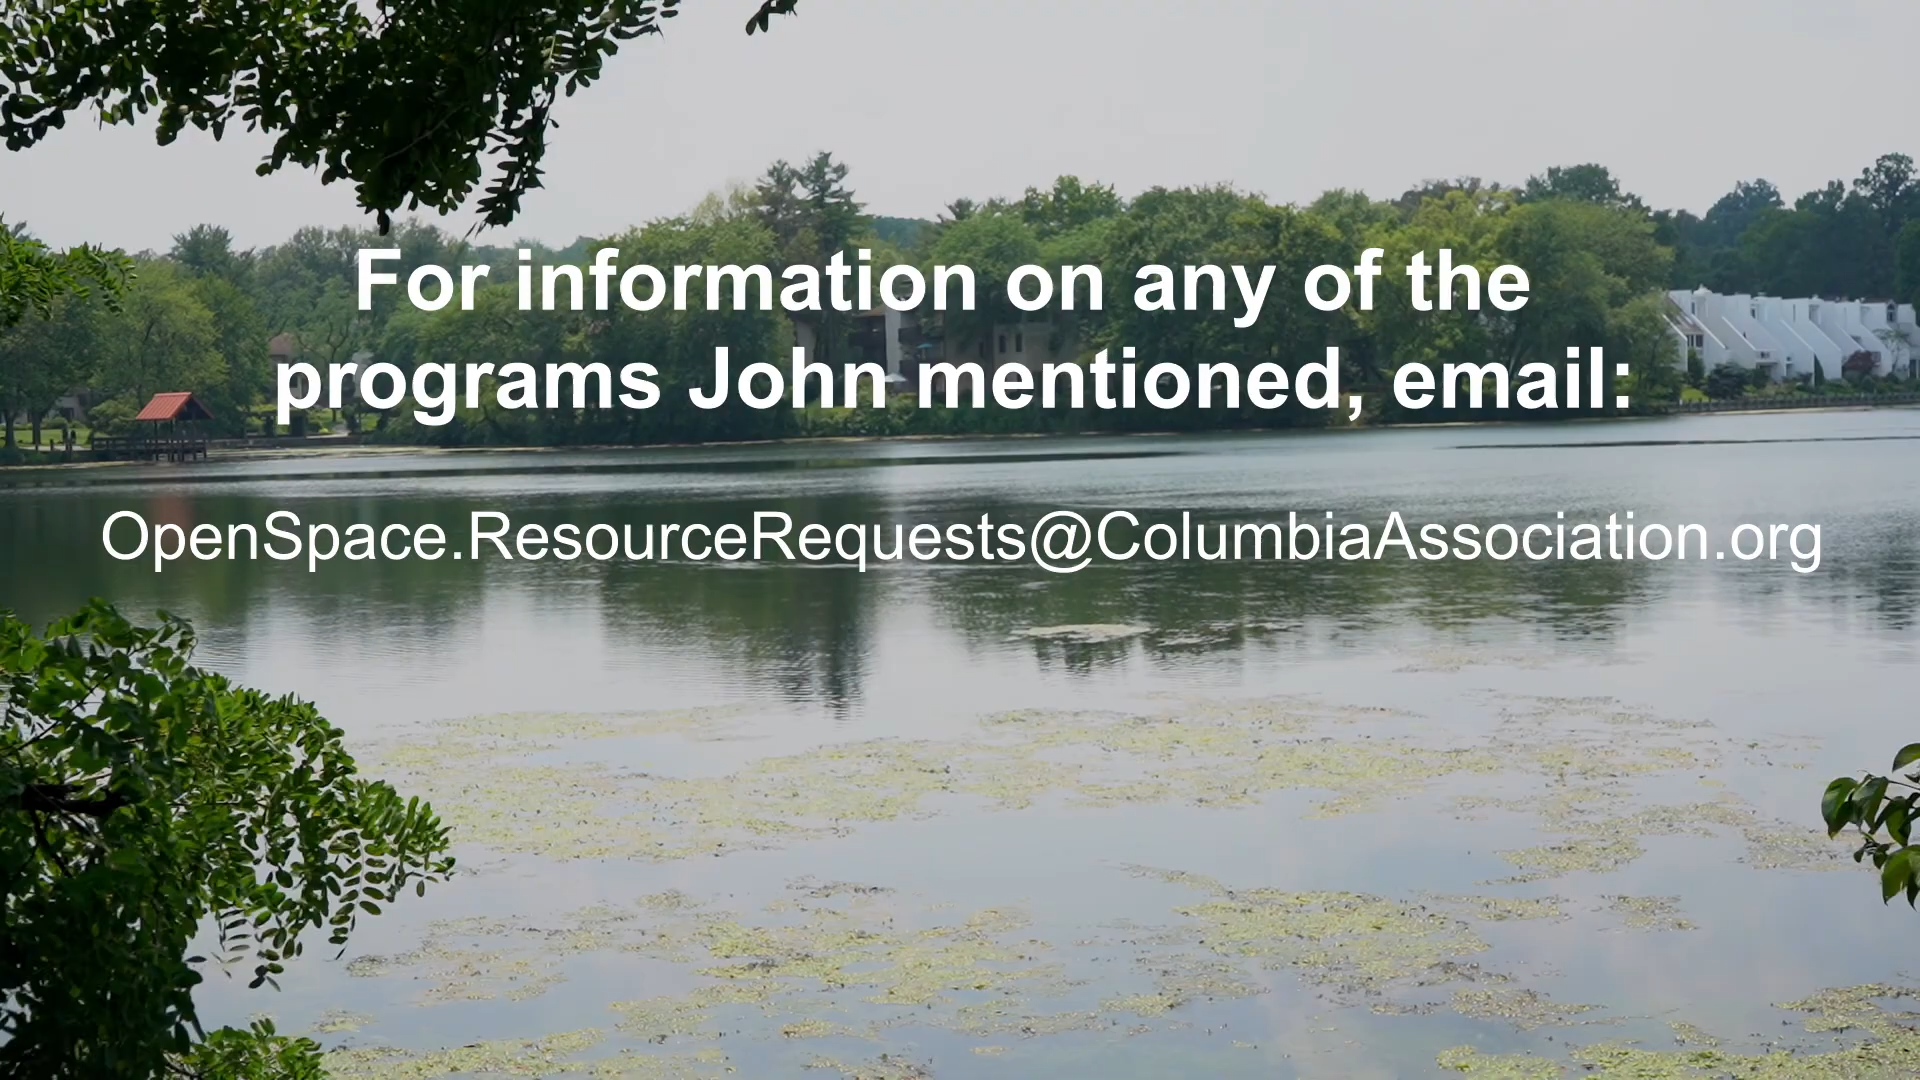 For information on any of the
programs John mentioned, email:
OpenSpace.ResourceRequests@ColumbiaAssociation.org